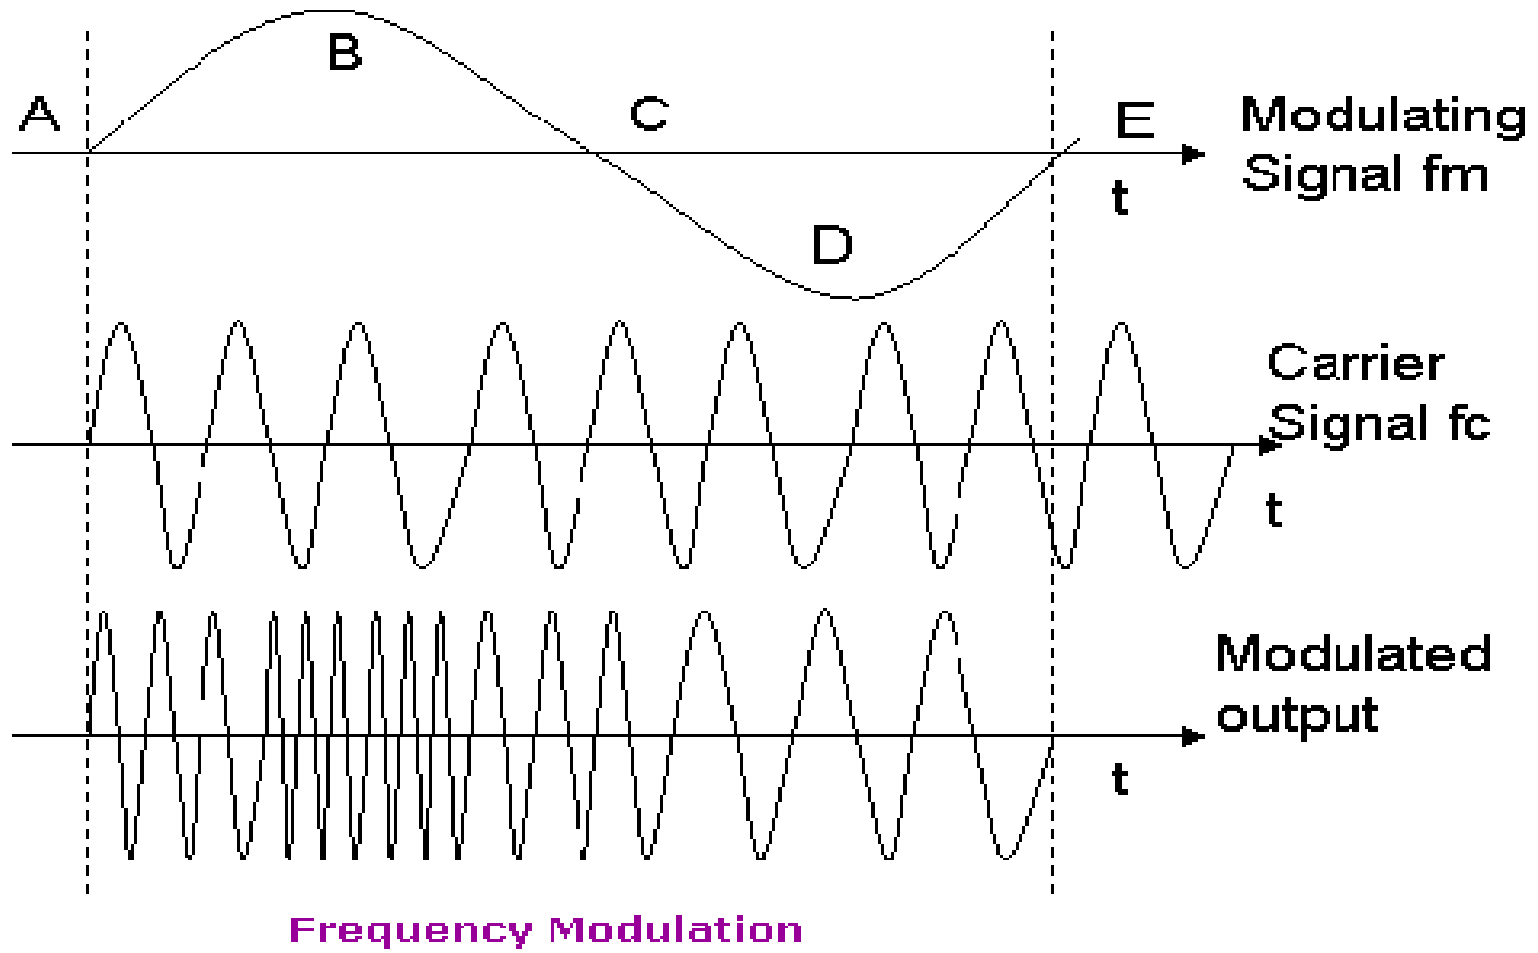 A
B
C
D
E
t
Modulating
Signal fm
Carrier
Signal fc
t
Modulated
output
t
Frequency Modulation